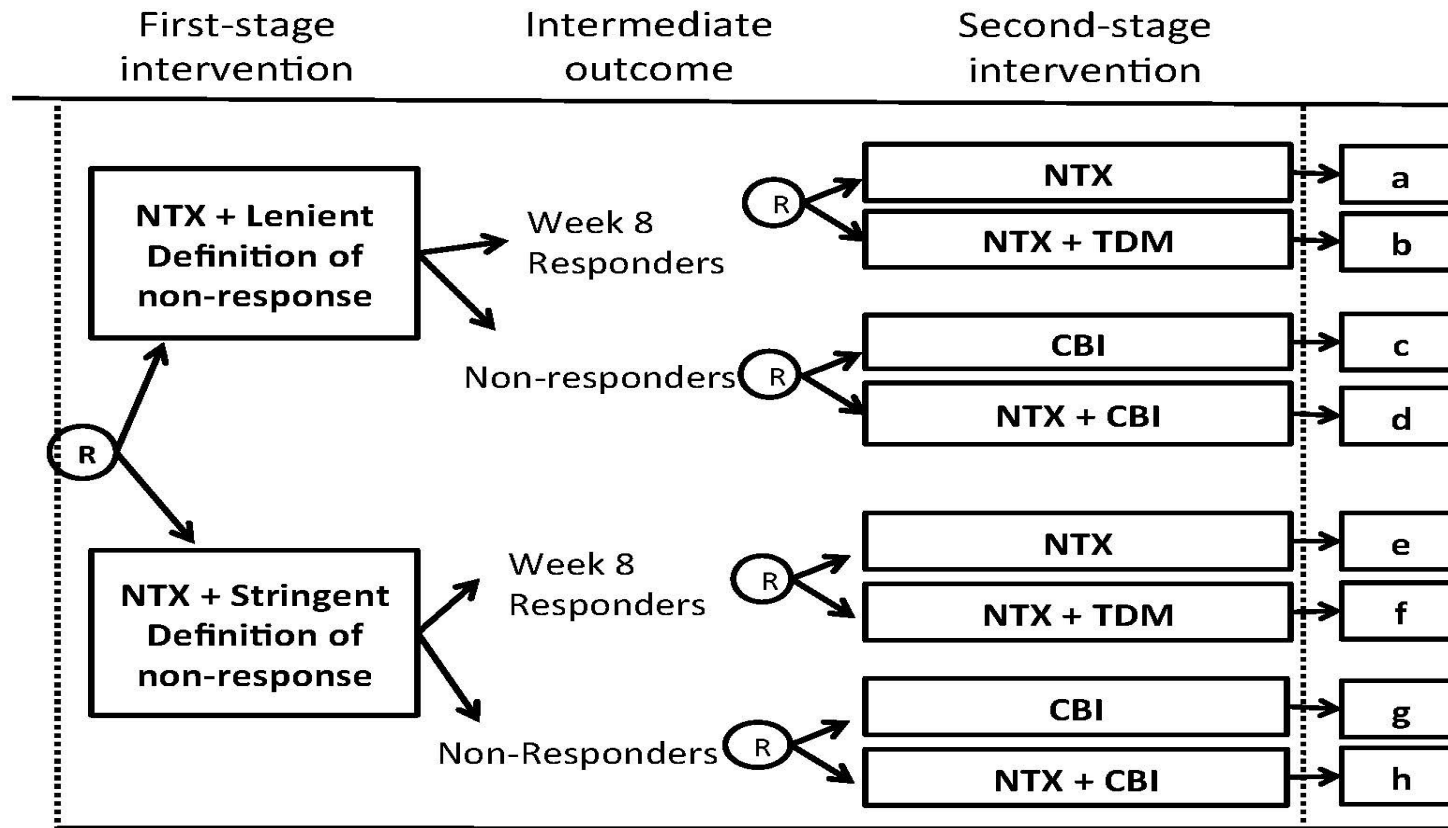 First-stage
intervention
Intermediate
outcome
Second-stage
intervention
NTX + Lenient
Definition of
non-response
Week 8
Responders
R
NTX
a
NTX + TDM
b
Non-responders
R
CBI
c
NTX + CBI
d
R
NTX + Stringent
Definition of
non-response
Week 8
Responders
R
NTX
e
NTX + TDM
f
Non-Responders
R
CBI
g
NTX + CBI
h